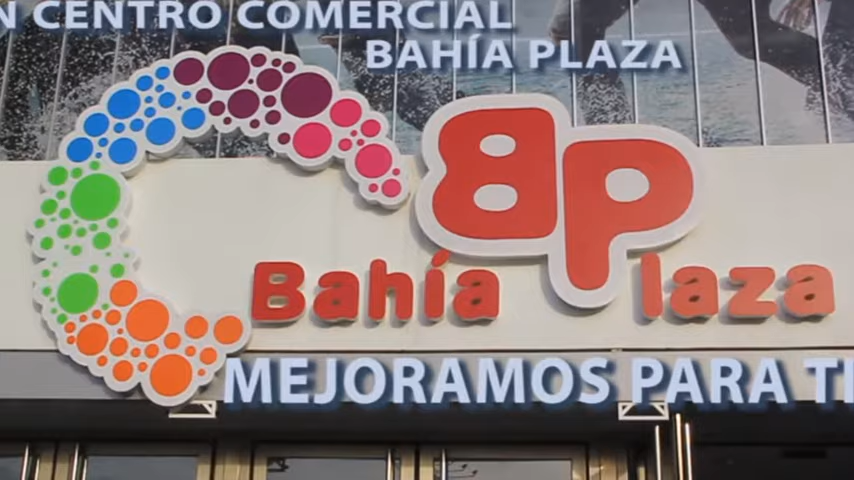 N CENTRO COMERCIAL
BAHÍA PLAZA
BP
Bahía Plaza
MEJORAMOS PARA TI